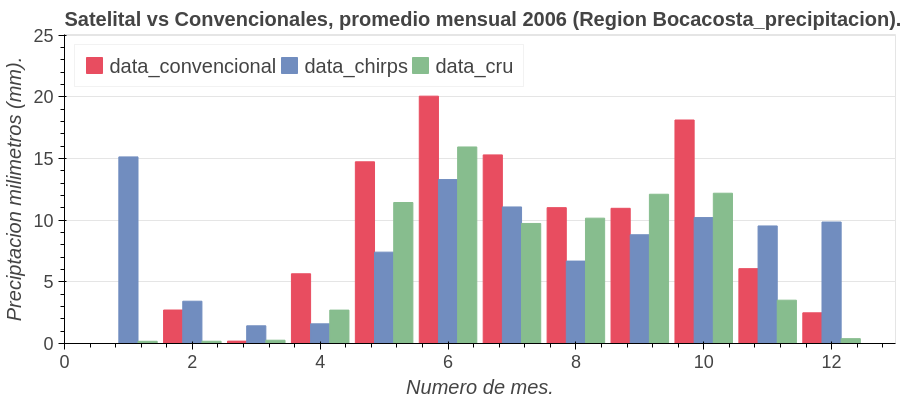 Satelital vs Convencionales, promedio mensual 2006 (Region Bocacosta_precipitacion).
data_convencional data_chirps data_cru
Preciptacion milimetros (mm).
25
20
15
10
5
0
0 2 4 6 8 10 12
Numero de mes.